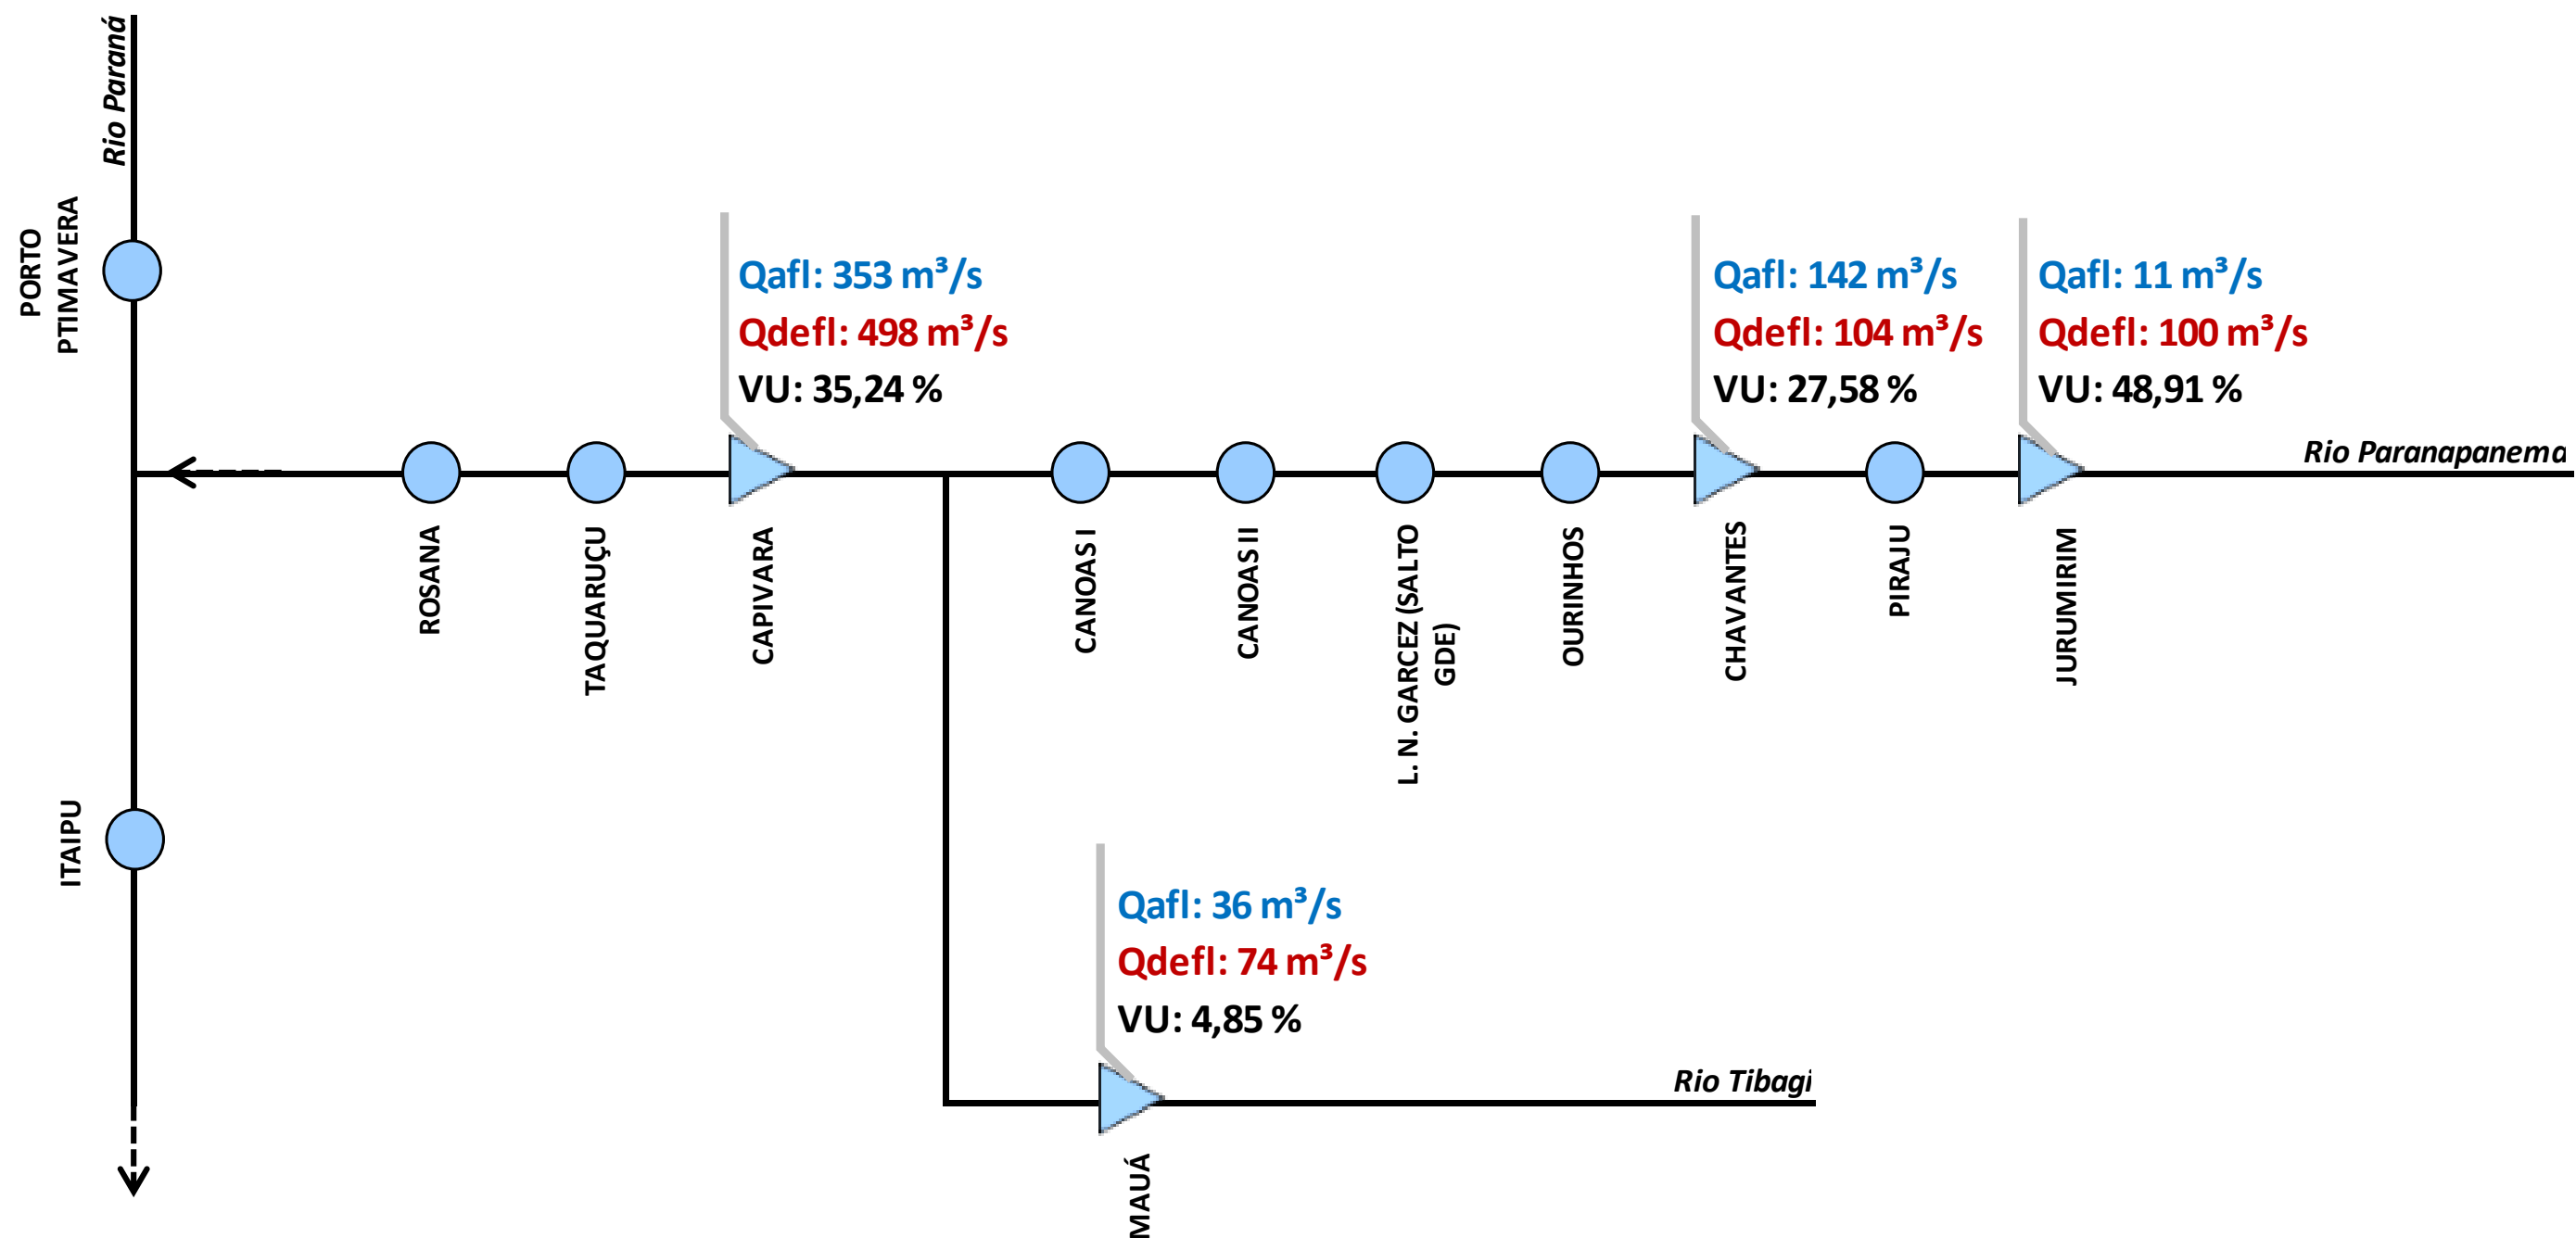 Rio Paraná
PORTO
PTIMAVERA
Qafl: 353 m³/s
Qdefl: 498 m³/s
VU: 35,24 %
Qafl: 142 m³/s
Qdefl: 104 m³/s
VU: 27,58 %
Qafl: 11 m³/s
Qdefl: 100 m³/s
VU: 48,91 %
Rio Paranapanema
ROSANA
TAQUARUÇU
CAPIVARA
CANOAS I
CANOAS II
L. N. GARCEZ (SALTO
GDE)
OURINHOS
CHAVANTES
PIRAJU
JURUMIRIM
ITAIPU
Qafl: 36 m³/s
Qdefl: 74 m³/s
VU: 4,85 %
Rio Tibagi
MAUÁ